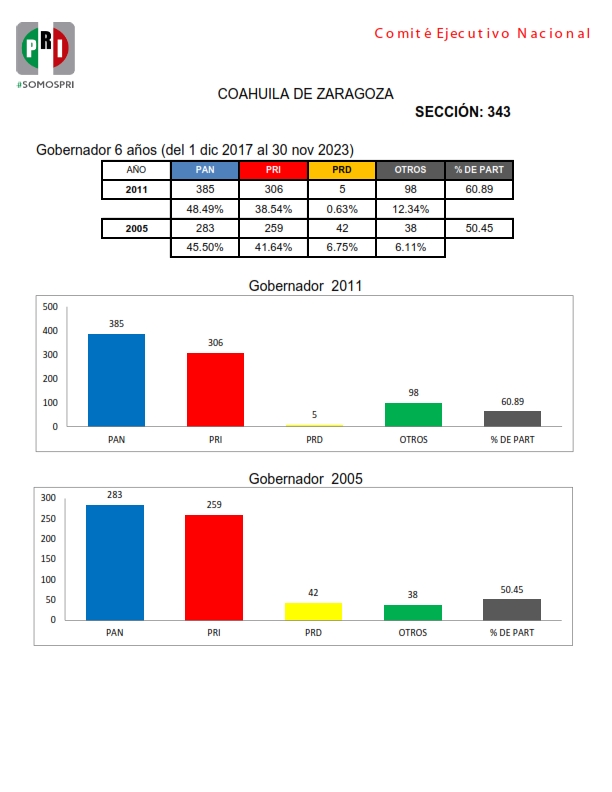 PRI
#SOMOSPRI
Comité Ejecutivo Nacional
COAHUILA DE ZARAGOZA
SECCIÓN: 343
Gobernador 6 años (del 1 dic 2017 al 30 nov 2023)
AÑO PAN PRI PRD OTROS % DE PART
2011 385 306 5 98 60.89
48.49% 38.54% 0.63% 12.34%
2005 283 259 42 38 50.45
45.50% 41.64% 6.75% 6.11%
Gobernador 2011
500
400
300
200
100
0
385
306
5
98
60.89
PAN PRI PRD OTROS % DE PART
Gobernador 2005
300
250
200
150
100
50
0
283
259
42
38
50.45
PAN PRI PRD OTROS % DE PART